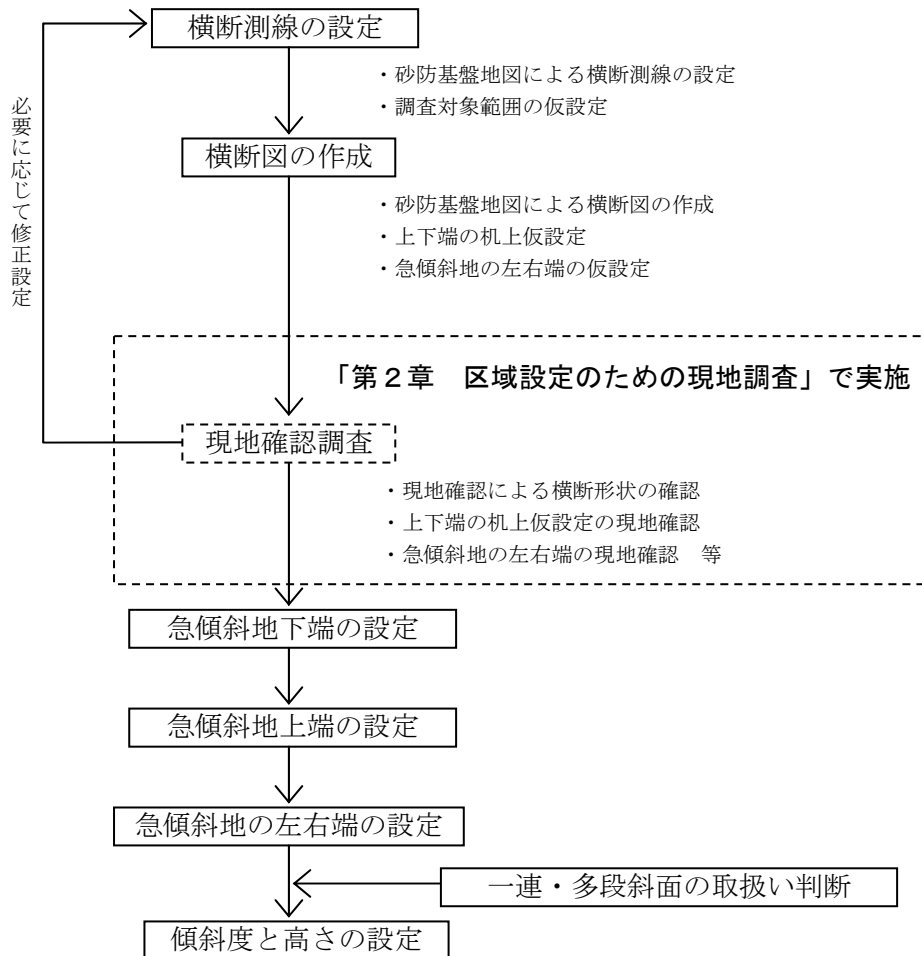 横断測線の設定
・砂防基盤地図による横断測線の設定
・調査対象範囲の仮設定
必要に応じて修正設定
横断図の作成
・砂防基盤地図による横断図の作成
・上下端の机上仮設定
・急傾斜地の左右端の仮設定
「第２章　区域設定のための現地調査」で実施
現地確認調査
・現地確認による横断形状の確認
・上下端の机上仮設定の現地確認
・急傾斜地の左右端の現地確認　等
急傾斜地下端の設定
急傾斜地上端の設定
急傾斜地の左右端の設定
一連・多段斜面の取扱い判断
傾斜度と高さの設定